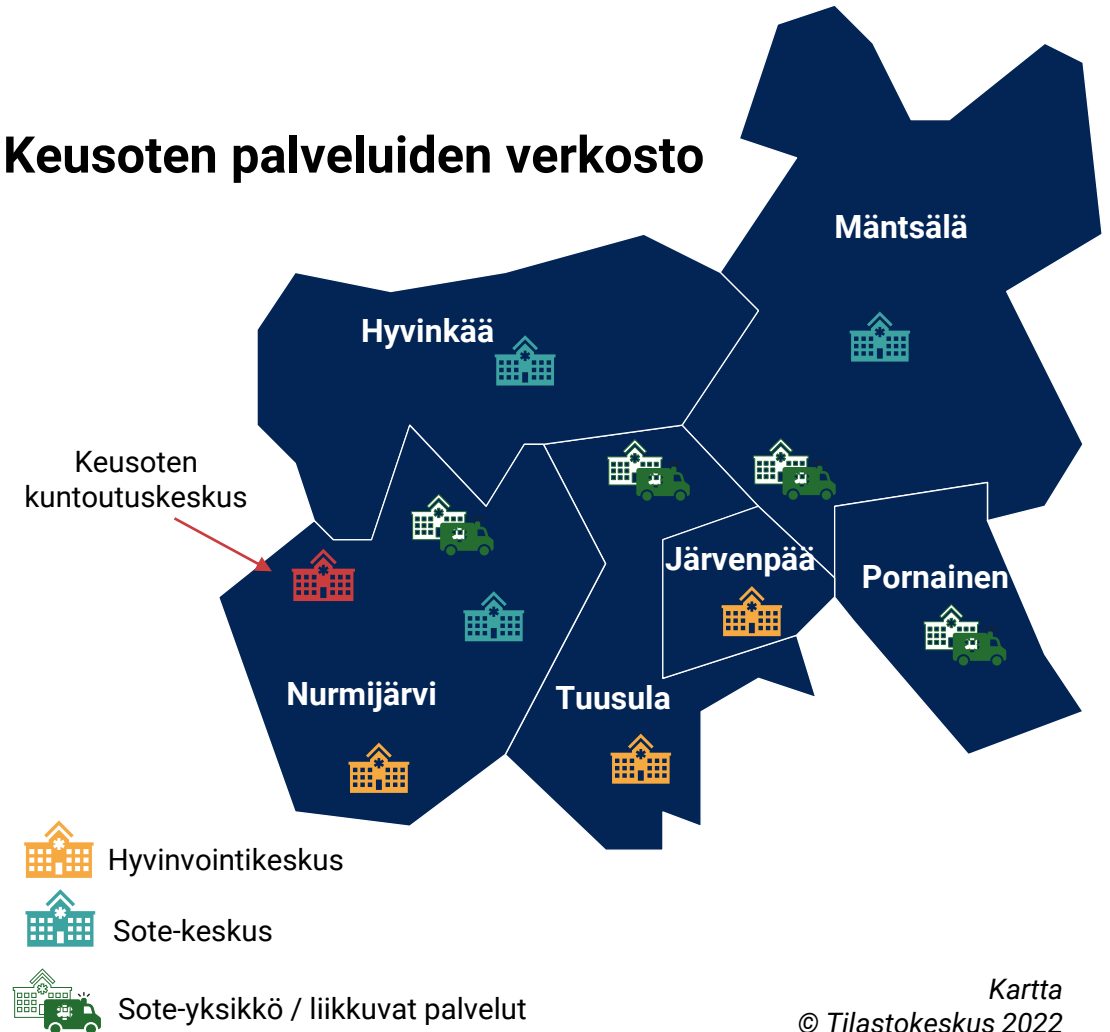 Keusoten palveluiden verkosto
Mäntsälä
Hyvinkää
Keusoten
kuntoutuskeskus
Järvenpää
Pornainen
Nurmijärvi
Tuusula
Hyvinvointikeskus
Sote-keskus
Sote-yksikkö / liikkuvat palvelut
Kartta
© Tilastokeskus 2022